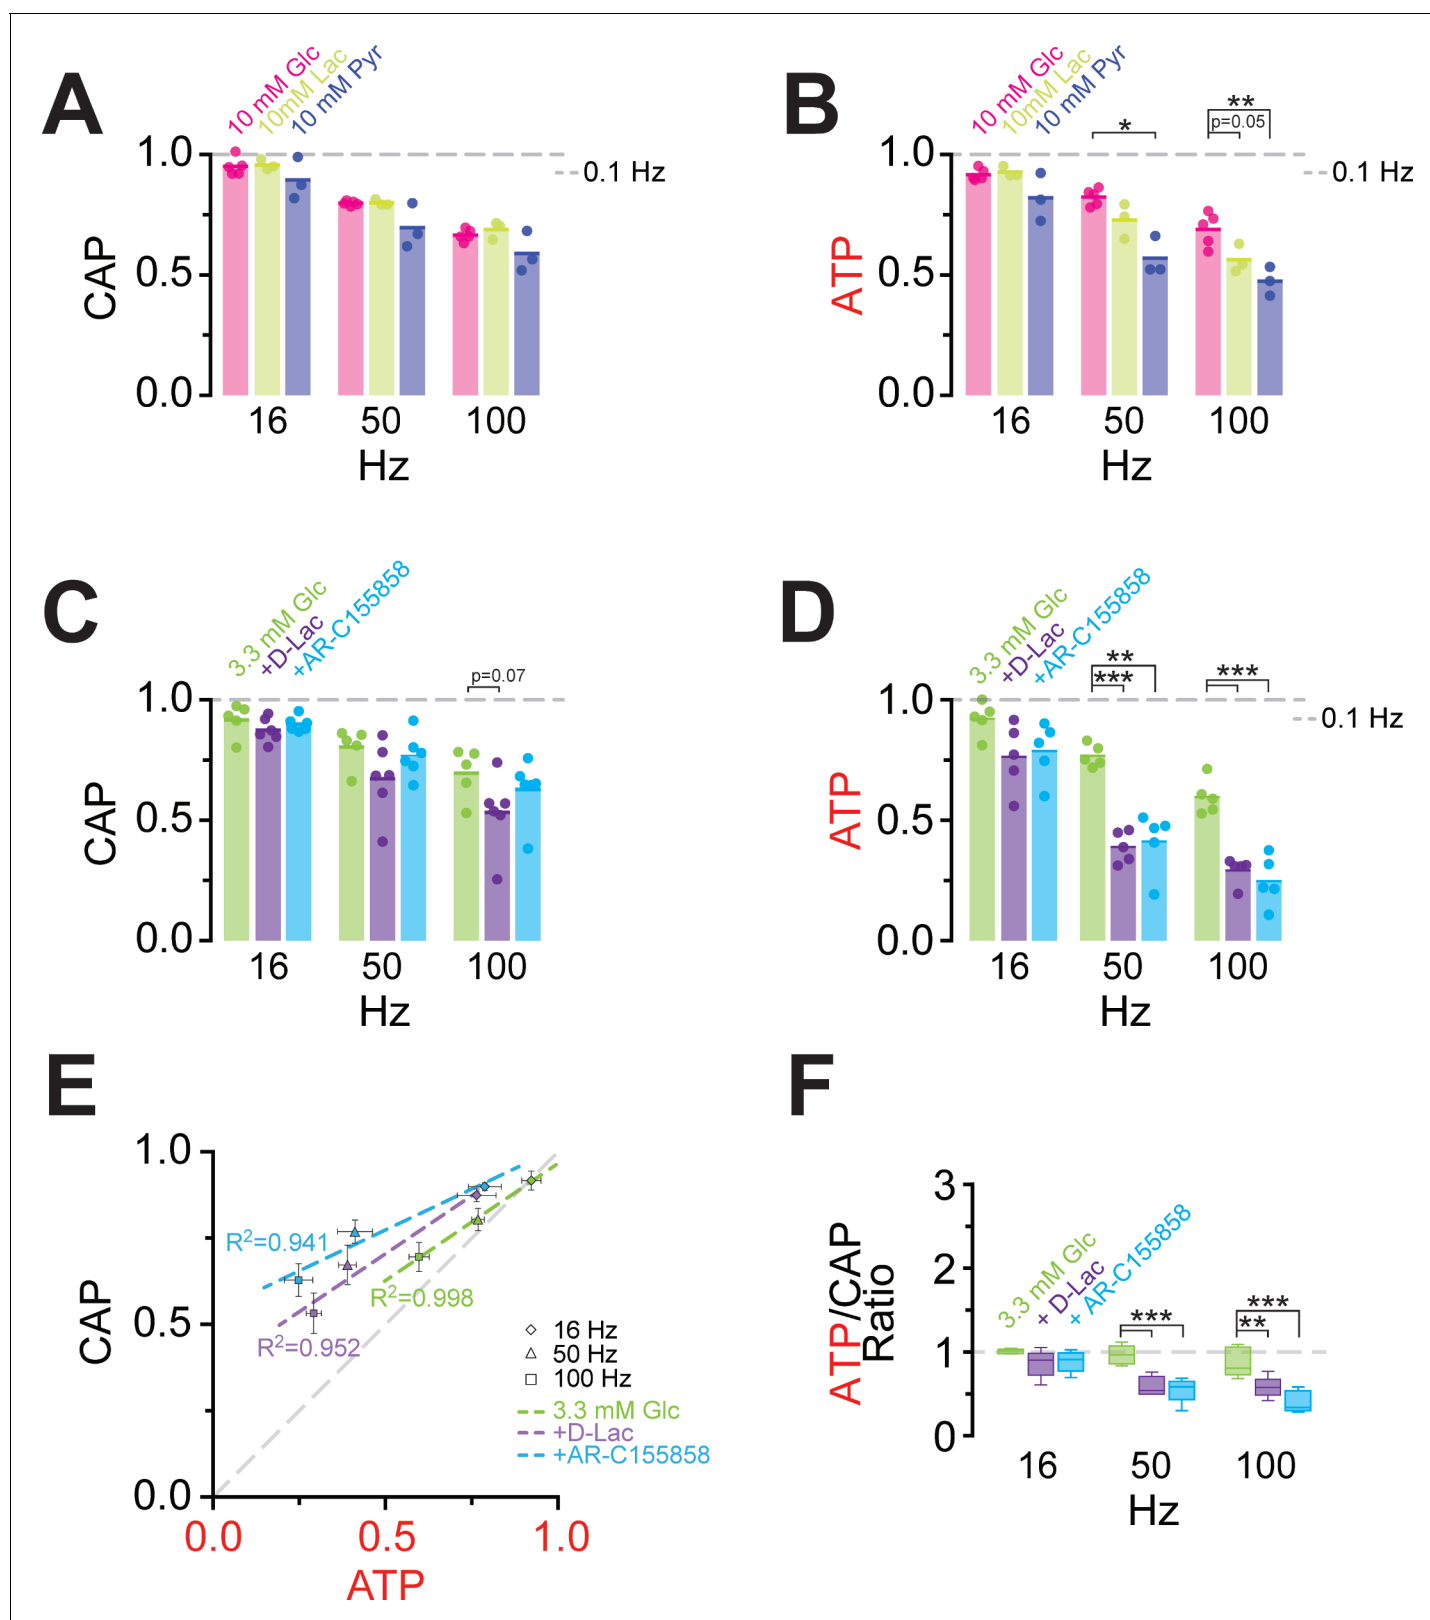 A
10 mM Glc
10mM Lac
10 mM Pyr
1.0
0.5
0.0
CAP
0.1 Hz
16
50
100
Hz
B
10 mM Glc
10mM Lac
10 mM Pyr
*
**
p=0.05
1.0
0.5
0.0
ATP
0.1 Hz
16
50
100
Hz
C
3.3 mM Glc
+D-Lac
+AR-C155858
p=0.07
1.0
0.5
0.0
CAP
16
50
100
Hz
D
3.3 mM Glc
+D-Lac
+AR-C155858
**
***
***
1.0
0.5
0.0
ATP
0.1 Hz
16
50
100
Hz
E
1.0
0.5
0.0
CAP
R²=0.941
R²=0.998
R²=0.952
16 Hz
50 Hz
100 Hz
3.3 mM Glc
+D-Lac
+AR-C155858
0.0
0.5
1.0
ATP
F
3
2
1
0
ATP/CAP
Ratio
3.3 mM Glc
+ D-Lac
+ AR-C155858
***
***
**
16
50
100
Hz